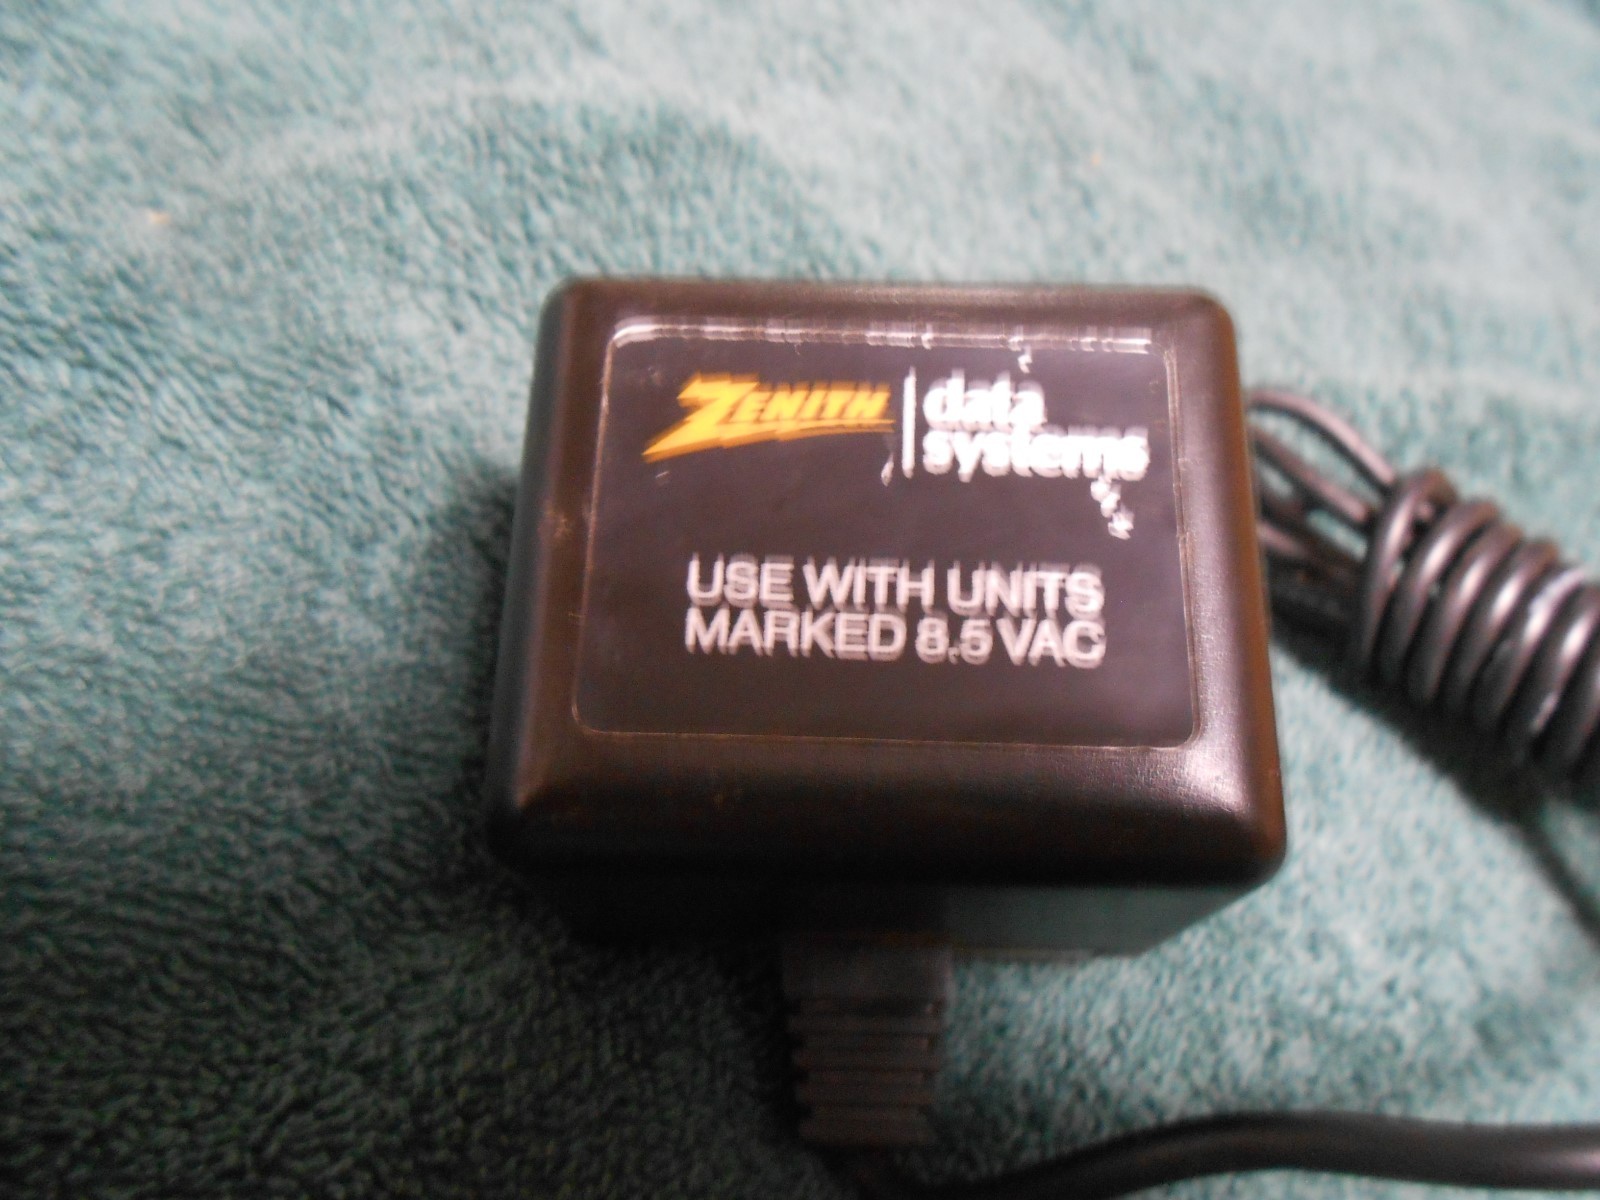 ZENITH | data systems
USE WITH UNITS
MARKED 8.5 VAC